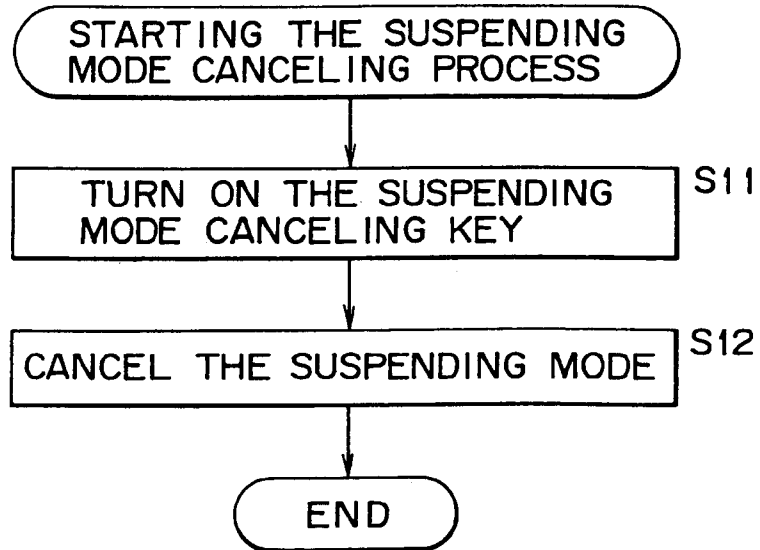 STARTING THE SUSPENDING
MODE CANCELING PROCESS
TURN ON THE SUSPENDING
MODE CANCELING KEY
S11
CANCEL THE SUSPENDING MODE
S12
END